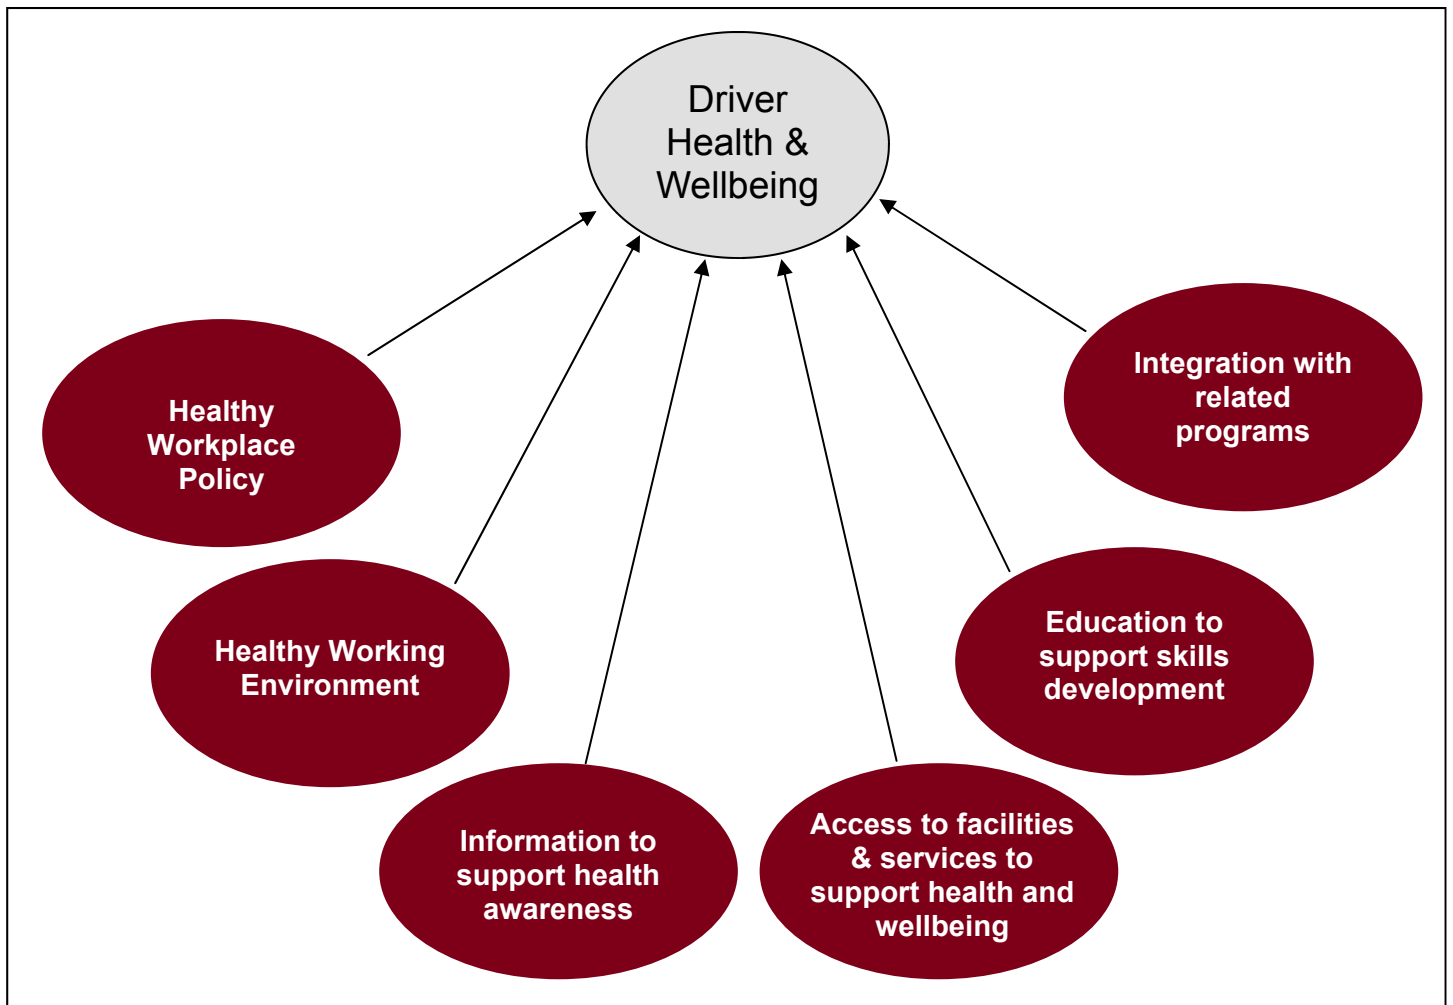 Driver
Health &
Wellbeing
Healthy
Workplace
Policy
Healthy Working
Environment
Information to
support health
awareness
Access to facilities
& services to
support health and
wellbeing
Education to
support skills
development
Integration with
related
programs